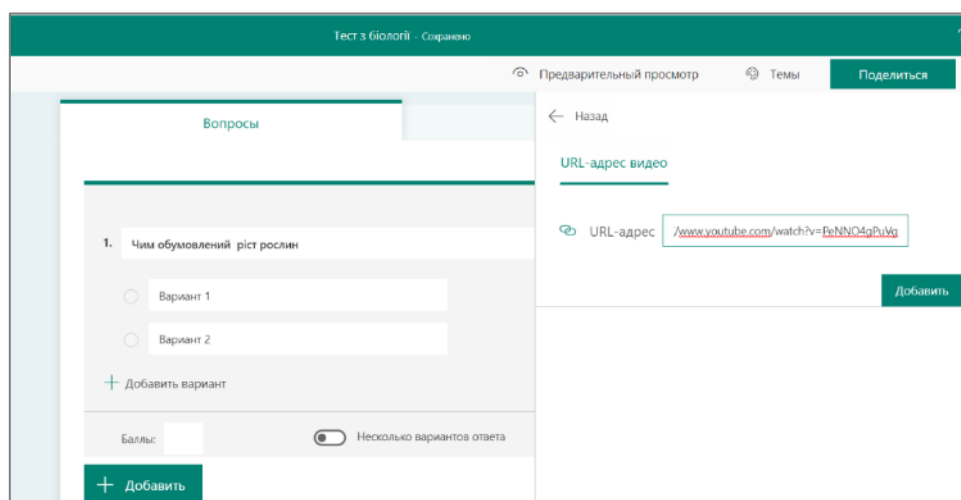 Тест з біології - Сохранено
Предварительный просмотр
Темы
Поделиться
Вопросы
1. Чим обумовлений ріст рослин
Вариант 1
Вариант 2
Добавить вариант
Баллы:
Несколько вариантов ответа
Добавить
Назад
URL-адрес видео
URL-адрес
/www.youtube.com/watch?v=PeNNO4gPuVg
Добавить